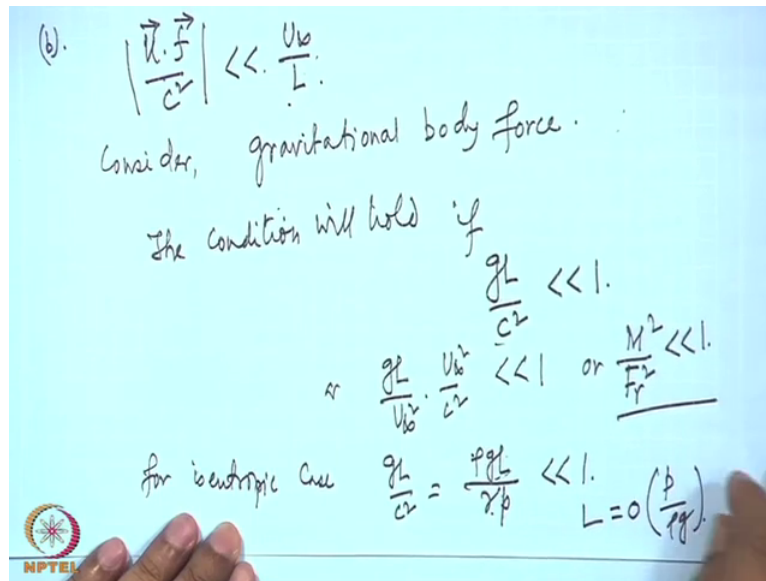 (b). |u⃗.f⃗/c²| <<. U∞/L.
Consider, gravitational body force.
The condition will hold if
gL/c² << 1.
or gL/U∞² . U∞²/c² << 1 or M²/Fr² << 1.
for isentropic Case gL/c² = ρgL/γp << 1.
L = O(p/ρg).
NPTEL